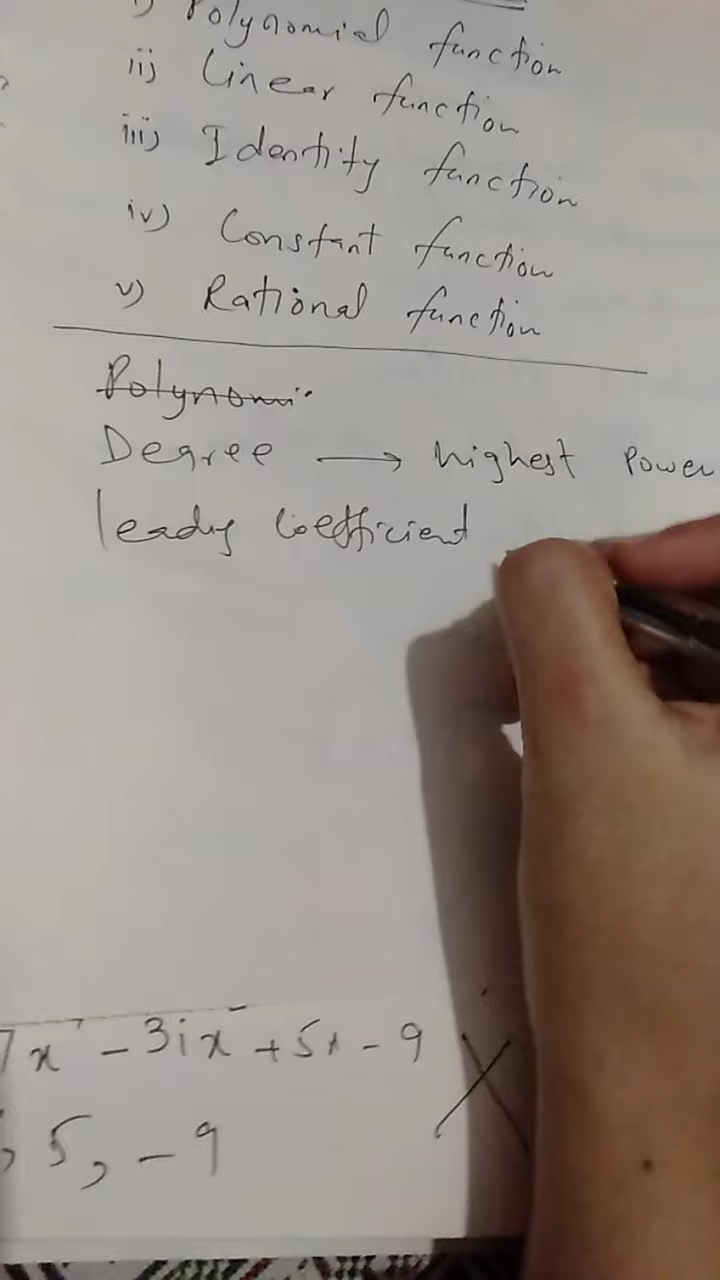 i) Polynomial function
ii) Linear function
iii) Identity function
iv) Constant function
v) Rational function
Polynomi
Degree → highest power
leadng Coefficient
7x - 3ix + 5x - 9
, 5, -9